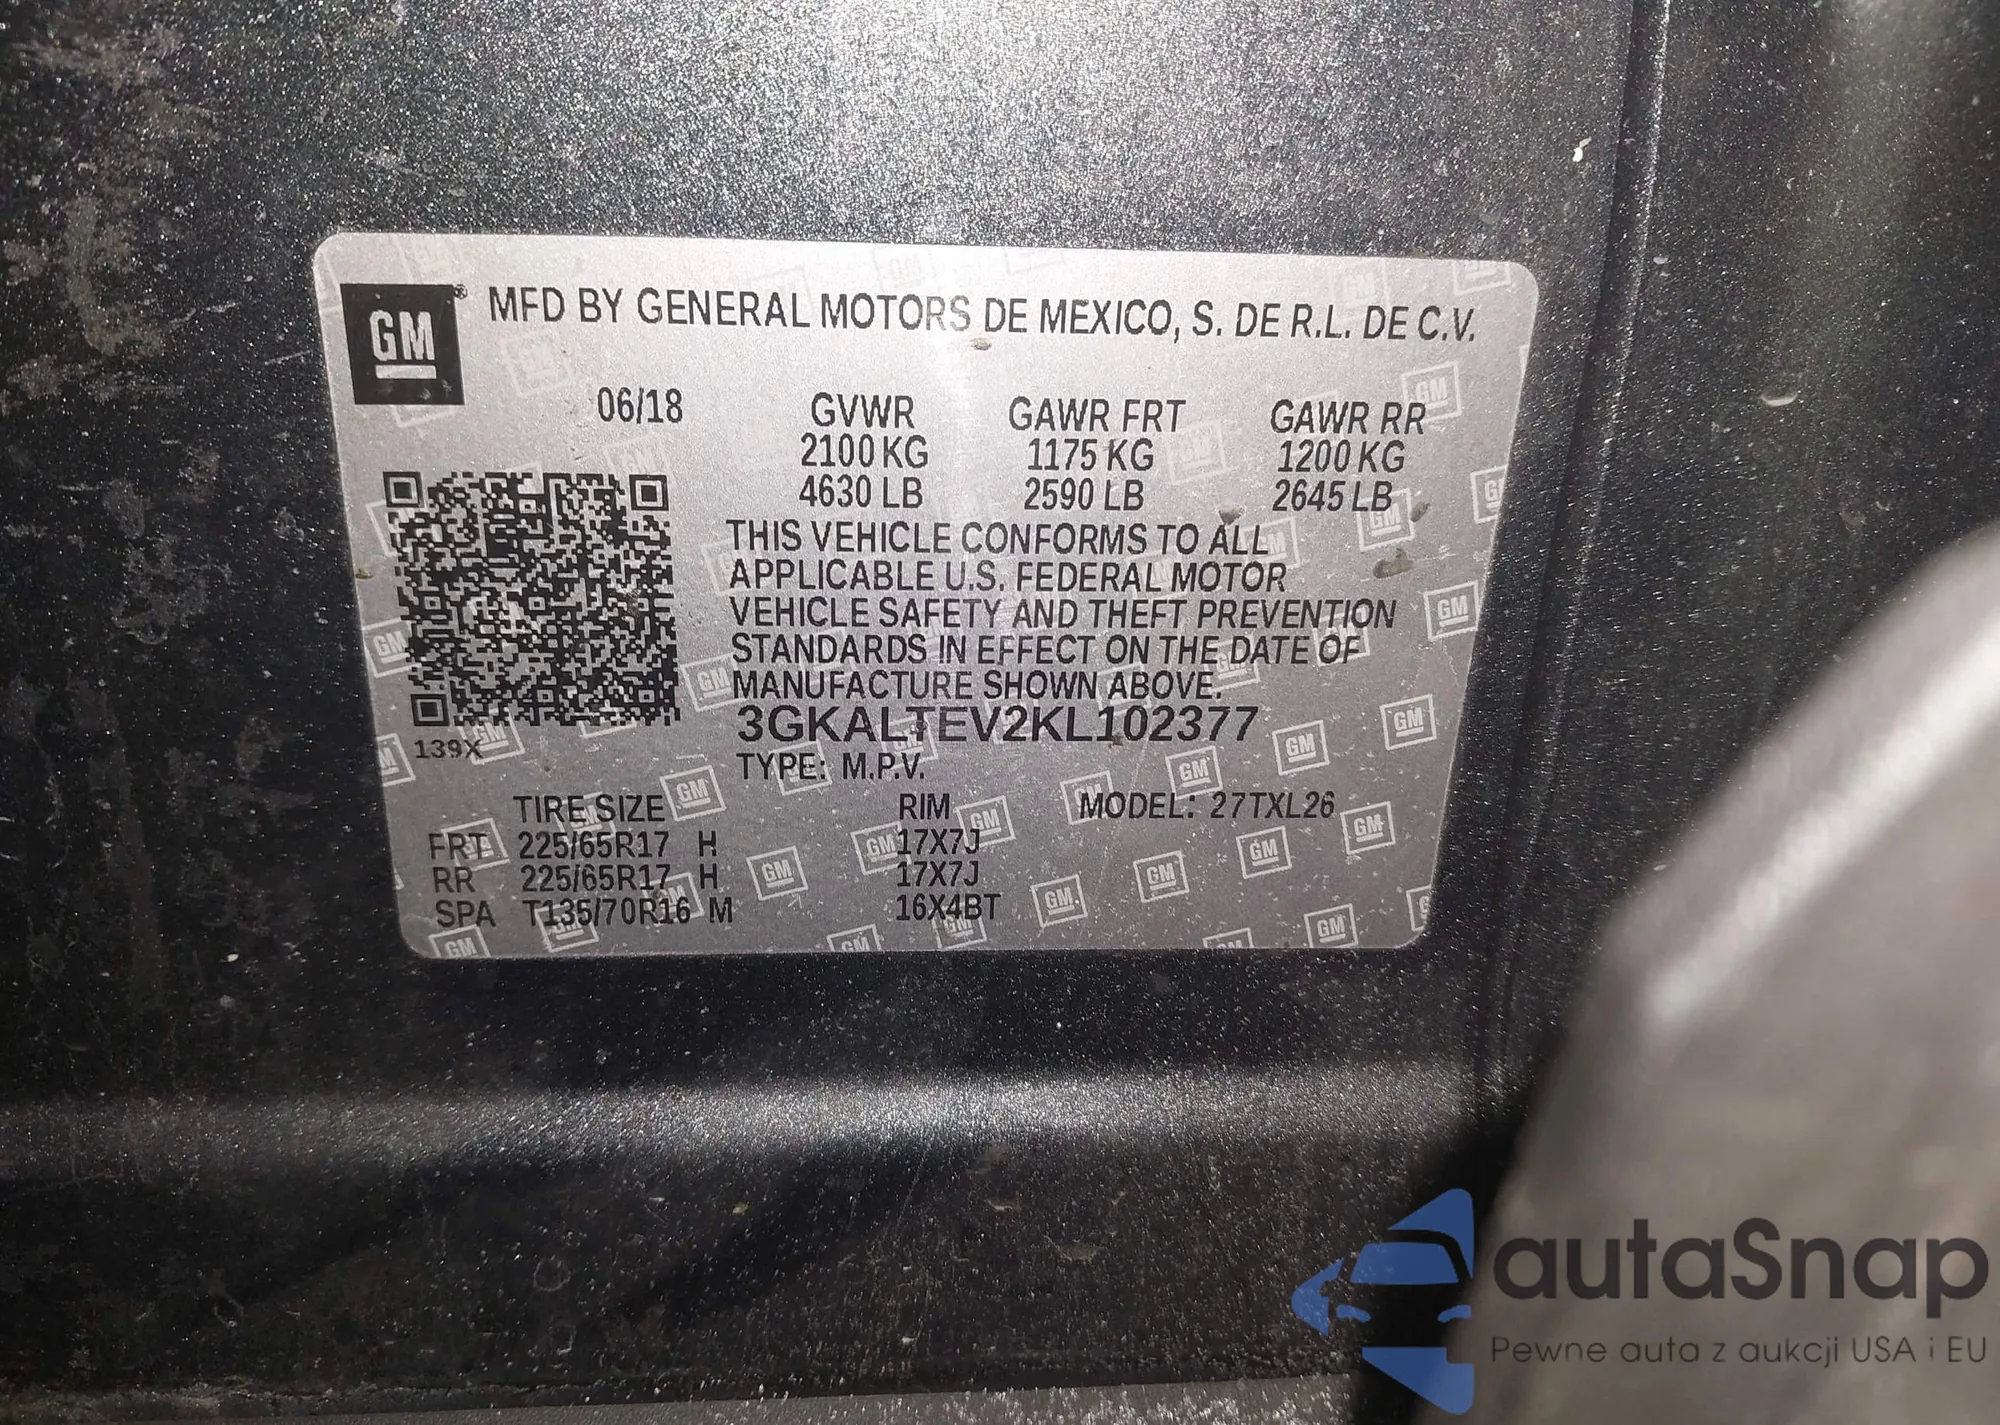 GM ® MFD BY GENERAL MOTORS DE MEXICO, S. DE R.L. DE C.V.
06/18 GVWR GAWR FRT GAWR RR
2100 KG 1175 KG 1200 KG
4630 LB 2590 LB 2645 LB
THIS VEHICLE CONFORMS TO ALL
APPLICABLE U.S. FEDERAL MOTOR
VEHICLE SAFETY AND THEFT PREVENTION
STANDARDS IN EFFECT ON THE DATE OF
MANUFACTURE SHOWN ABOVE.
3GKALTEV2KL102377
139X
TYPE: M.P.V.
TIRE SIZE RIM MODEL: 27TXL26
FRT 225/65R17 H 17X7J
RR 225/65R17 H 17X7J
SPA T135/70R16 M 16X4BT
autaSnap
Pewne auta z aukcji USA i EU